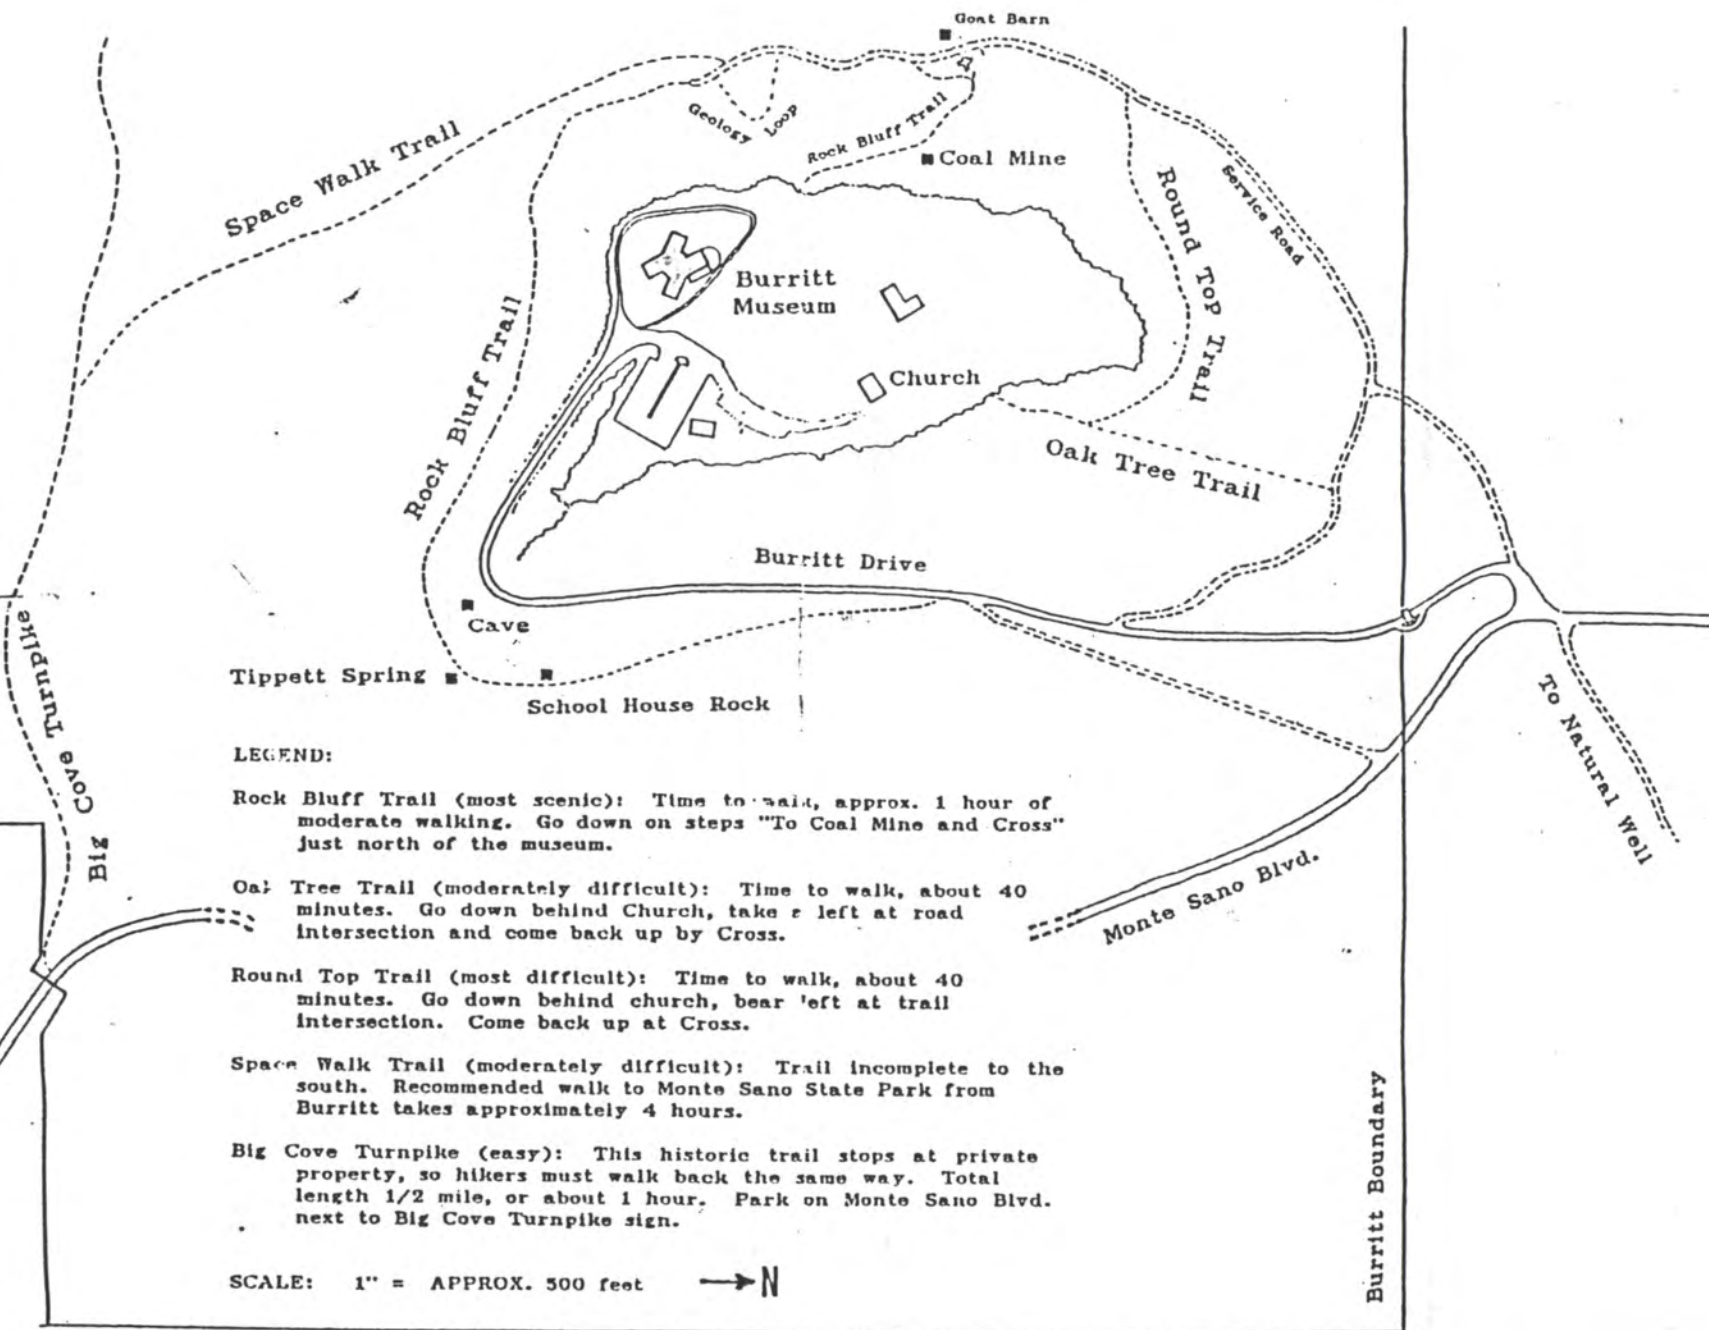 Goat Barn
Space Walk Trail
Geology Loop
Rock Bluff Trail
Coal Mine
Round Top Trail
Service Road
Burritt
Museum
Rock Bluff Trail
Church
Oak Tree Trail
Burritt Drive
Cave
Big Cove Turnpike
Tippett Spring
School House Rock
To Natural Well
Monte Sano Blvd.
Burritt Boundary
LEGEND:
Rock Bluff Trail (most scenic): Time to walk, approx. 1 hour of
moderate walking. Go down on steps "To Coal Mine and Cross"
just north of the museum.
Oak Tree Trail (moderately difficult): Time to walk, about 40
minutes. Go down behind Church, take a left at road
intersection and come back up by Cross.
Round Top Trail (most difficult): Time to walk, about 40
minutes. Go down behind church, bear left at trail
intersection. Come back up at Cross.
Space Walk Trail (moderately difficult): Trail incomplete to the
south. Recommended walk to Monte Sano State Park from
Burritt takes approximately 4 hours.
Big Cove Turnpike (easy): This historic trail stops at private
property, so hikers must walk back the same way. Total
length 1/2 mile, or about 1 hour. Park on Monte Sano Blvd.
next to Big Cove Turnpike sign.
SCALE: 1" = APPROX. 500 feet
N